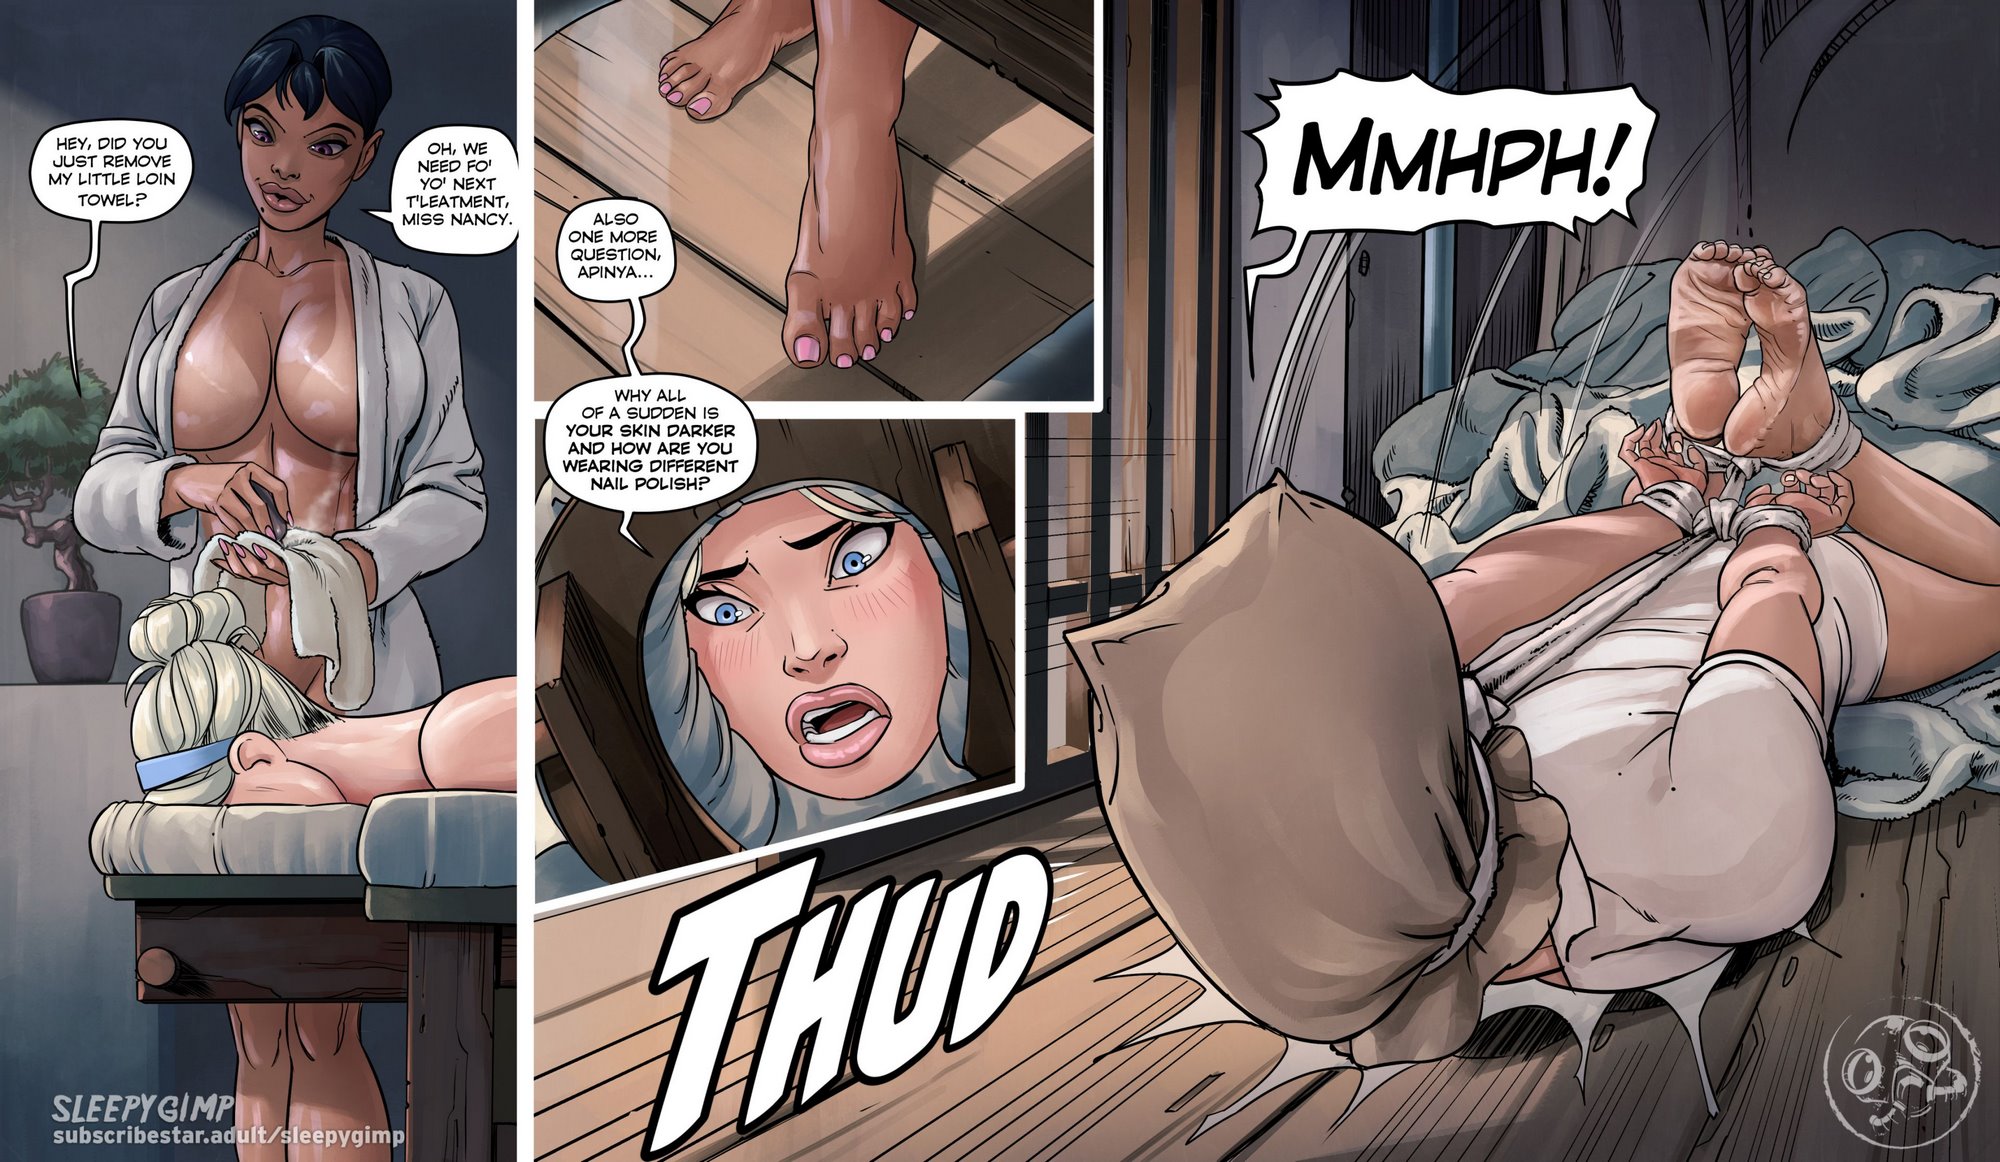 HEY, DID YOU
JUST REMOVE
MY LITTLE LOIN
TOWEL?
OH, WE
NEED FO'
YO' NEXT
T'LEATMENT,
MISS NANCY.
ALSO
ONE MORE
QUESTION,
APINYA...
WHY ALL
OF A SUDDEN IS
YOUR SKIN DARKER
AND HOW ARE YOU
WEARING DIFFERENT
NAIL POLISH?
MMHPH!
THUD
SLEEPYGIMP
subscribestar.adult/sleepygimp